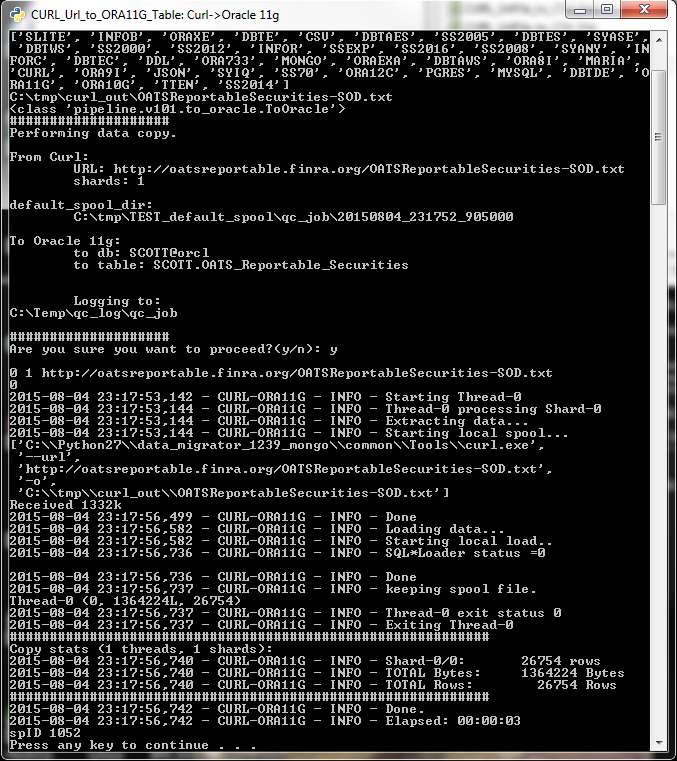 CURL_Url_to_ORA11G_Table: Curl->Oracle 11g
['SLITE', 'INFOB', 'ORAXE', 'DBTE', 'CSV', 'DBTAES', 'SS2005', 'DBTES', 'SYASE',
'DBTWS', 'SS2000', 'SS2012', 'INFOR', 'SSEXP', 'SS2016', 'SS2008', 'SYANY', 'IN
FORC', 'DBTEC', 'DDL', 'ORA733', 'MONGO', 'ORAEXA', 'DBTAWS', 'ORA8I', 'MARIA',
'CURL', 'ORA9I', 'JSON', 'SYIQ', 'SS70', 'ORA12C', 'PGRES', 'MYSQL', 'DBTDE', 'O
RA11G', 'ORA10G', 'TTEN', 'SS2014']
C:\tmp\curl_out\OATSReportableSecurities-SOD.txt
<class 'pipeline.v101.to_oracle.ToOracle'>
####################
Performing data copy.
From Curl:
URL: http://oatsreportable.finra.org/OATSReportableSecurities-SOD.txt
shards: 1
default_spool_dir:
C:\tmp\TEST_default_spool\qc_job\20150804_231752_905000
To Oracle 11g:
to db: SCOTT@orcl
to table: SCOTT.OATS_Reportable_Securities
Logging to:
C:\Temp\qc_log\qc_job
####################
Are you sure you want to proceed?(y/n): y
0 1 http://oatsreportable.finra.org/OATSReportableSecurities-SOD.txt
0
2015-08-04 23:17:53,142 - CURL-ORA11G - INFO - Starting Thread-0
2015-08-04 23:17:53,144 - CURL-ORA11G - INFO - Thread-0 processing Shard-0
2015-08-04 23:17:53,144 - CURL-ORA11G - INFO - Extracting data...
2015-08-04 23:17:53,144 - CURL-ORA11G - INFO - Starting local spool...
['C:\\Python27\\data_migrator_1239_mongo\\common\\Tools\\curl.exe',
'--url',
'http://oatsreportable.finra.org/OATSReportableSecurities-SOD.txt',
'-o',
'C:\\tmp\\curl_out\\OATSReportableSecurities-SOD.txt']
Received 1332k
2015-08-04 23:17:56,499 - CURL-ORA11G - INFO - Done
2015-08-04 23:17:56,582 - CURL-ORA11G - INFO - Loading data...
2015-08-04 23:17:56,582 - CURL-ORA11G - INFO - Starting local load..
2015-08-04 23:17:56,736 - CURL-ORA11G - INFO - SQL*Loader status =0
2015-08-04 23:17:56,736 - CURL-ORA11G - INFO - Done
2015-08-04 23:17:56,737 - CURL-ORA11G - INFO - keeping spool file.
Thread-0 (0, 1364224L, 26754)
2015-08-04 23:17:56,737 - CURL-ORA11G - INFO - Thread-0 exit status 0
2015-08-04 23:17:56,737 - CURL-ORA11G - INFO - Exiting Thread-0
############################################################
Copy stats (1 threads, 1 shards):
2015-08-04 23:17:56,740 - CURL-ORA11G - INFO - Shard-0/0: 26754 rows
2015-08-04 23:17:56,740 - CURL-ORA11G - INFO - TOTAL Bytes: 1364224 Bytes
2015-08-04 23:17:56,740 - CURL-ORA11G - INFO - TOTAL Rows: 26754 Rows
############################################################
2015-08-04 23:17:56,742 - CURL-ORA11G - INFO - Done.
2015-08-04 23:17:56,742 - CURL-ORA11G - INFO - Elapsed: 00:00:03
spID 1052
Press any key to continue . . .